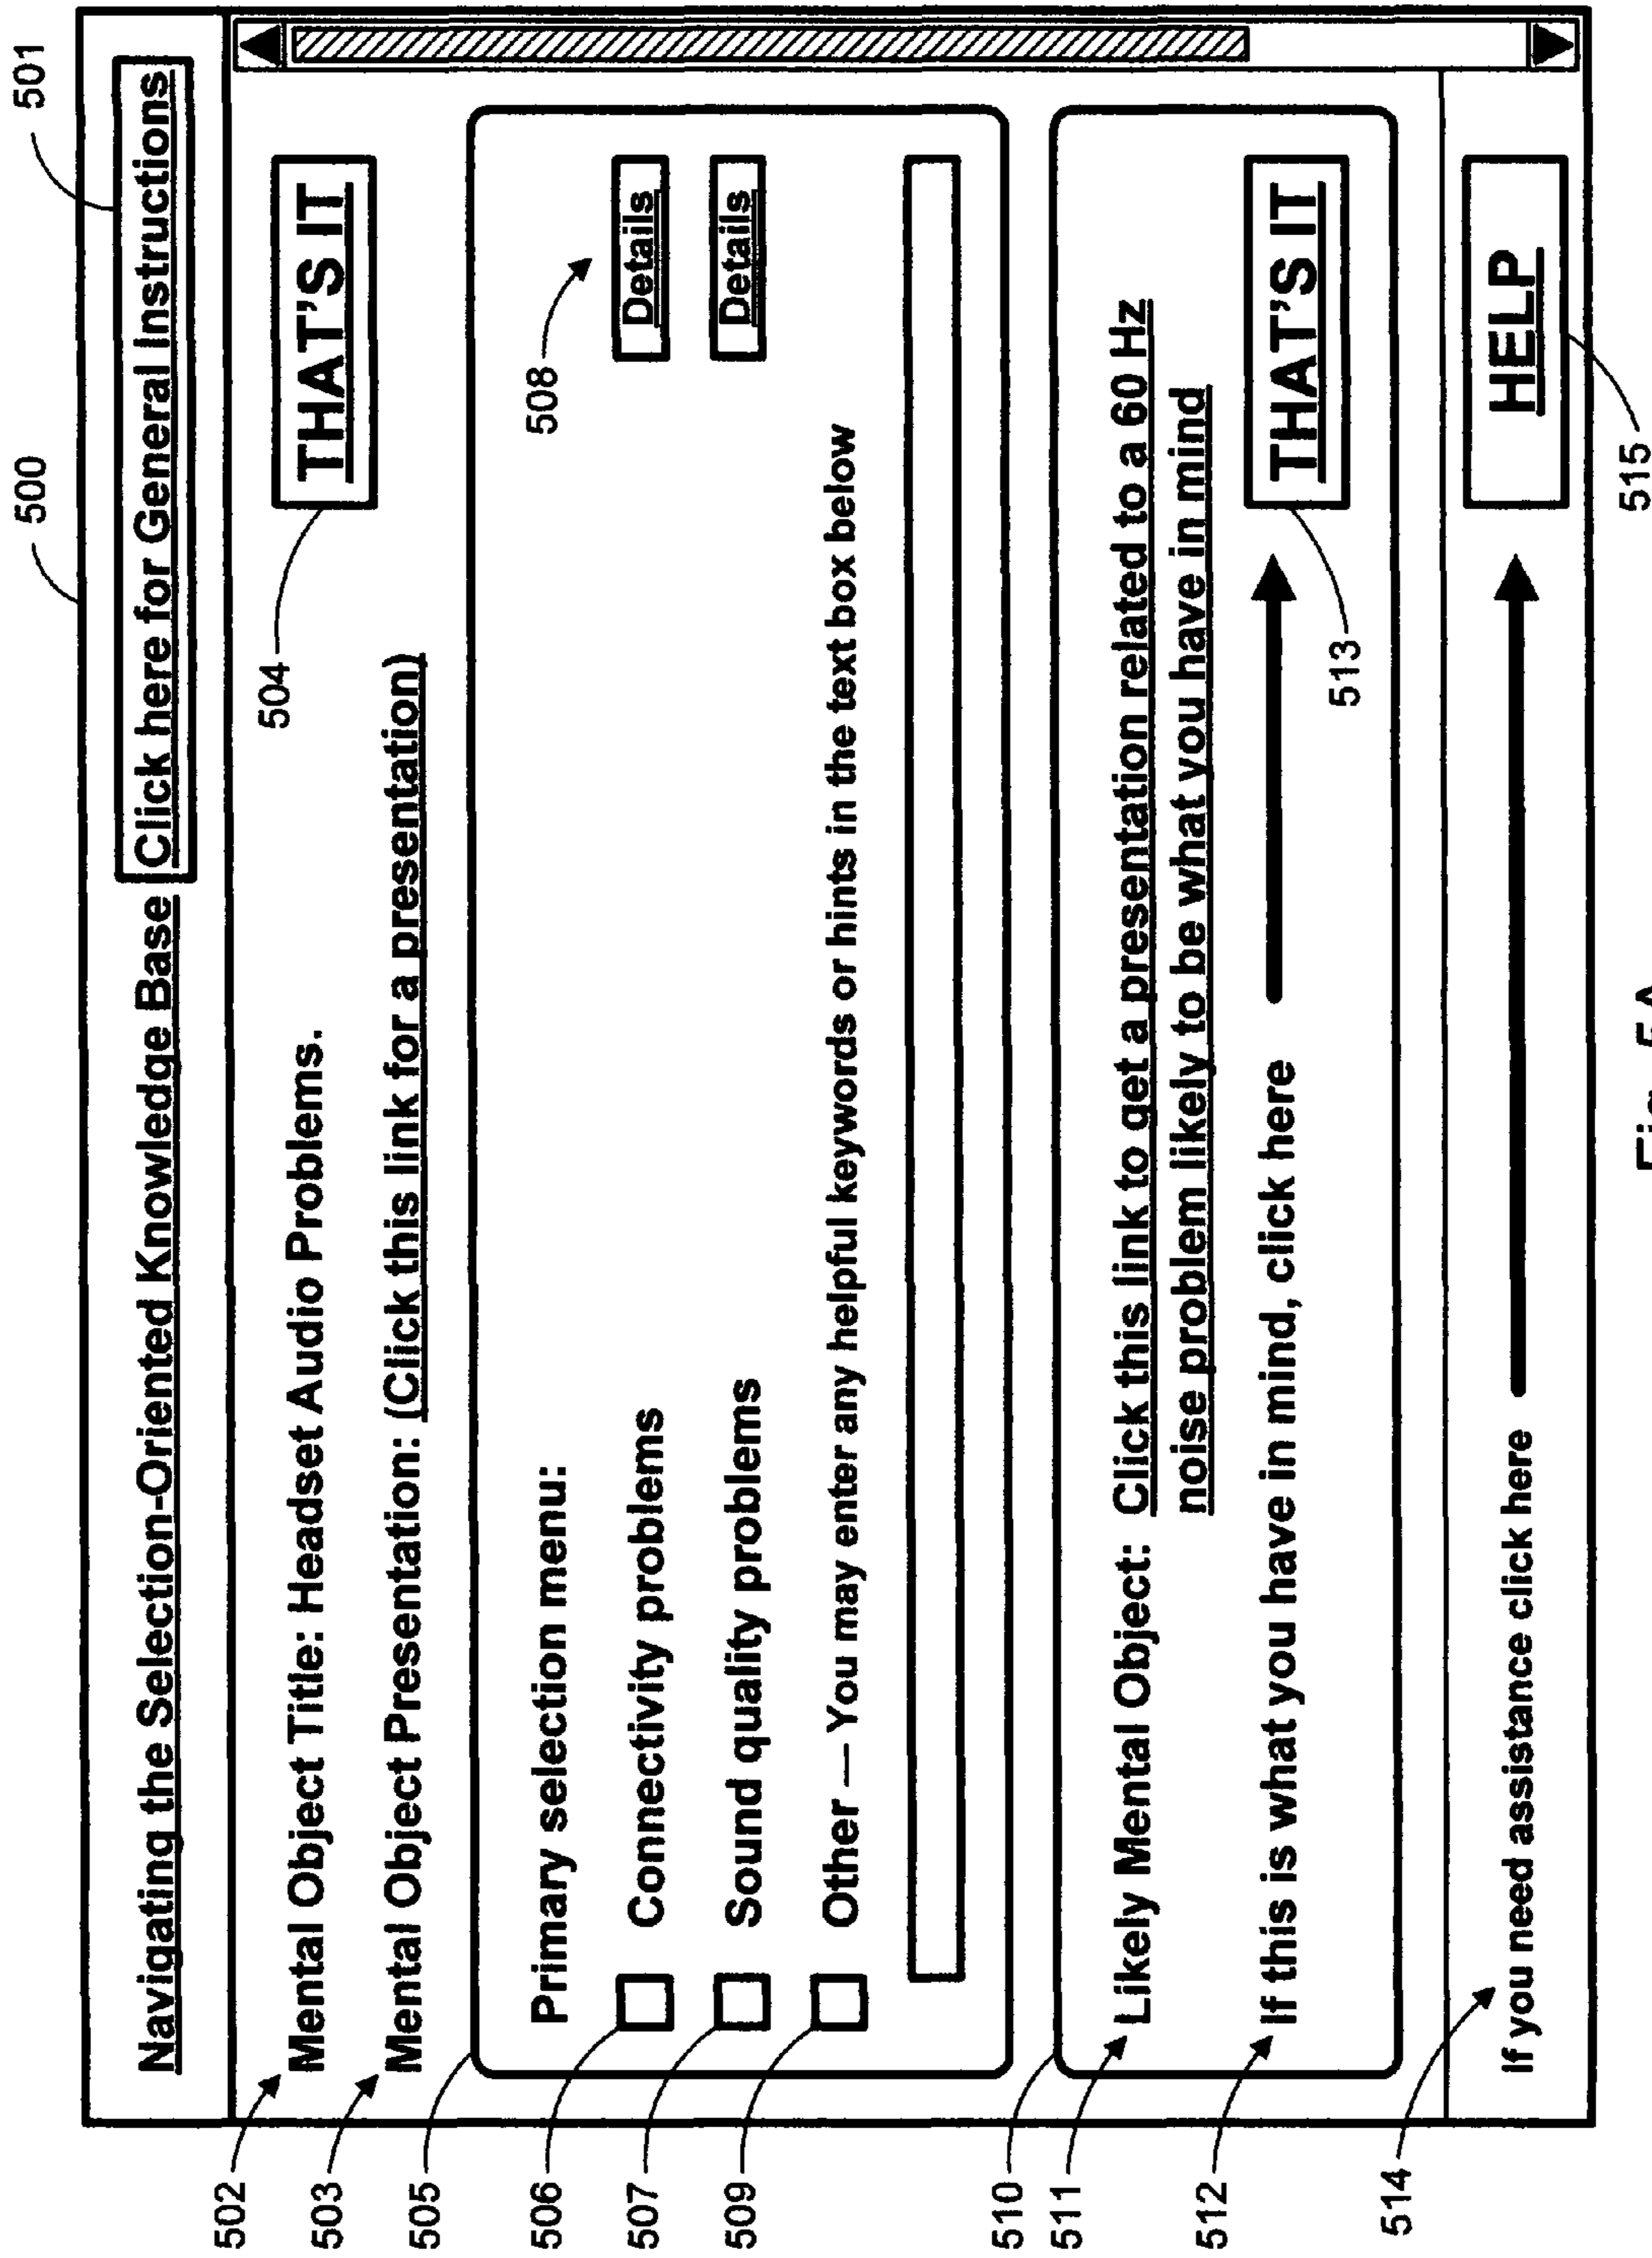 500
501
Navigating the Selection-Oriented Knowledge Base Click here for General Instructions
502
Mental Object Title: Headset Audio Problems.
504
THAT'S IT
503
Mental Object Presentation: (Click this link for a presentation)
505
Primary selection menu:
508
506
Connectivity problems
Details
507
Sound quality problems
Details
509
Other — You may enter any helpful keywords or hints in the text box below
510
511
Likely Mental Object: Click this link to get a presentation related to a 60 Hz
noise problem likely to be what you have in mind
512
If this is what you have in mind, click here
THAT'S IT
513
514
If you need assistance click here
HELP
515
Fig. 5A